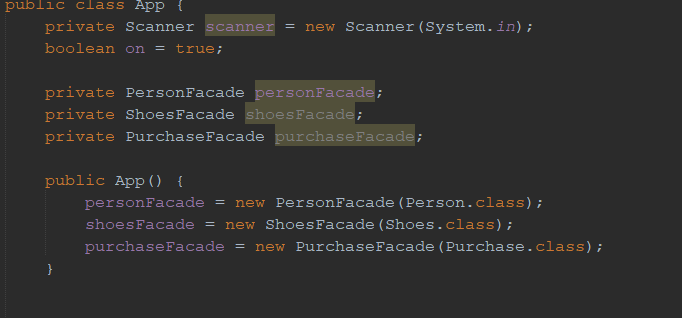 public class App {
    private Scanner scanner = new Scanner(System.in);
    boolean on = true;

    private PersonFacade personFacade;
    private ShoesFacade shoesFacade;
    private PurchaseFacade purchaseFacade;

    public App() {
        personFacade = new PersonFacade(Person.class);
        shoesFacade = new ShoesFacade(Shoes.class);
        purchaseFacade = new PurchaseFacade(Purchase.class);
    }